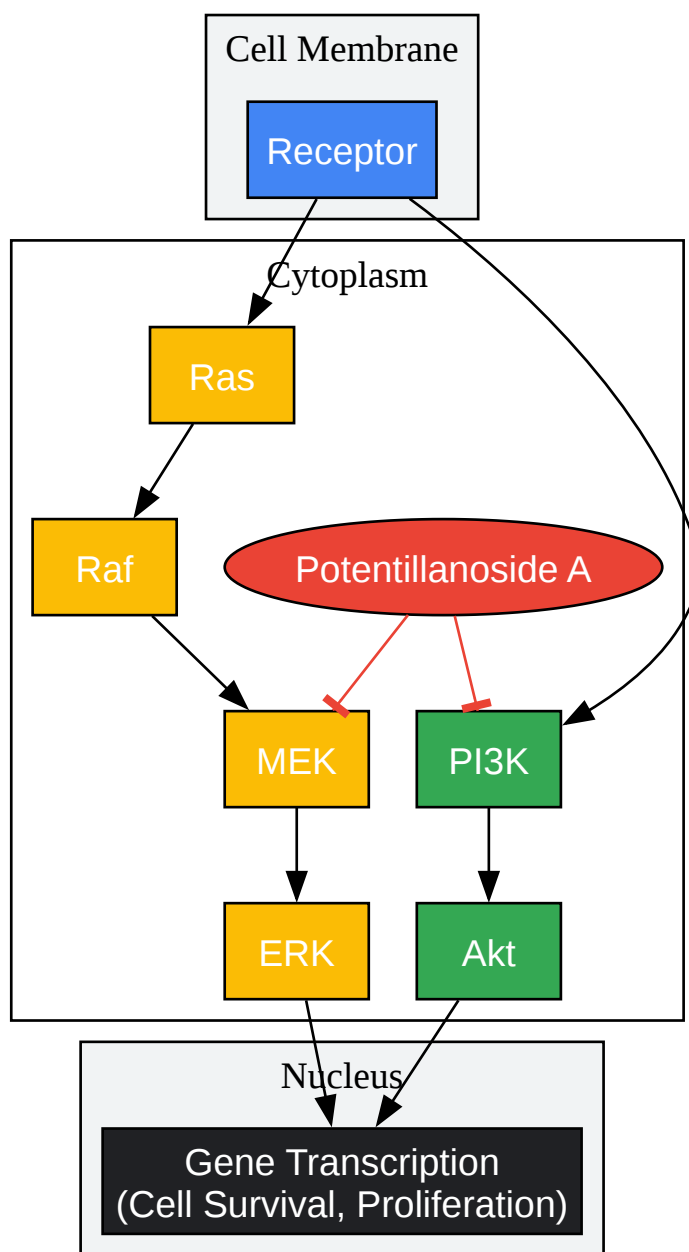 Cell Membrane
Receptor
Cytoplasm
Ras
Raf
Potentillanoside A
MEK
PI3K
ERK
Akt
Nucleus
Gene Transcription
(Cell Survival, Proliferation)